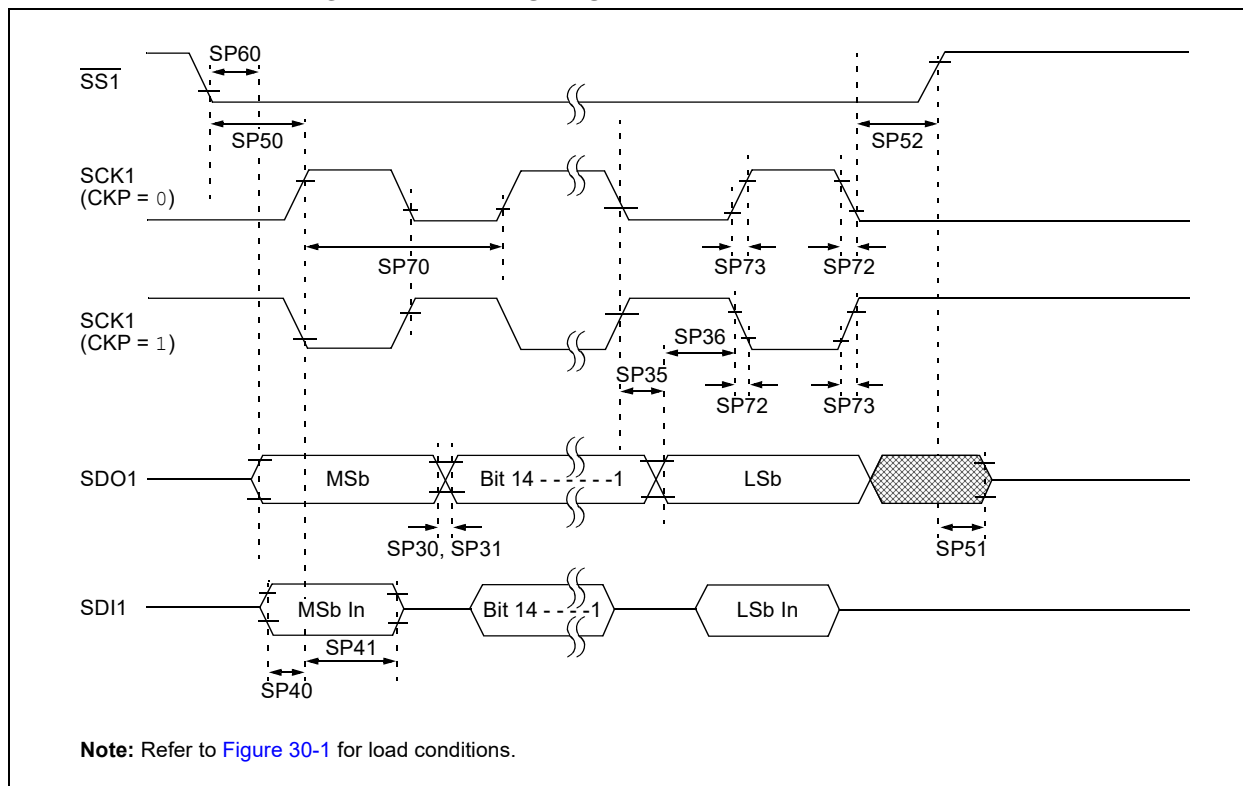 SP60
SS1
SP50
SP52
SCK1
(CKP = 0)
SP70
SP73
SP72
SCK1
(CKP = 1)
SP36
SP35
SP72
SP73
SDO1
MSb
Bit 14 - - - - - -1
LSb
SP30, SP31
SP51
SDI1
MSb In
Bit 14 - - - -1
LSb In
SP41
SP40
Note: Refer to Figure 30-1 for load conditions.